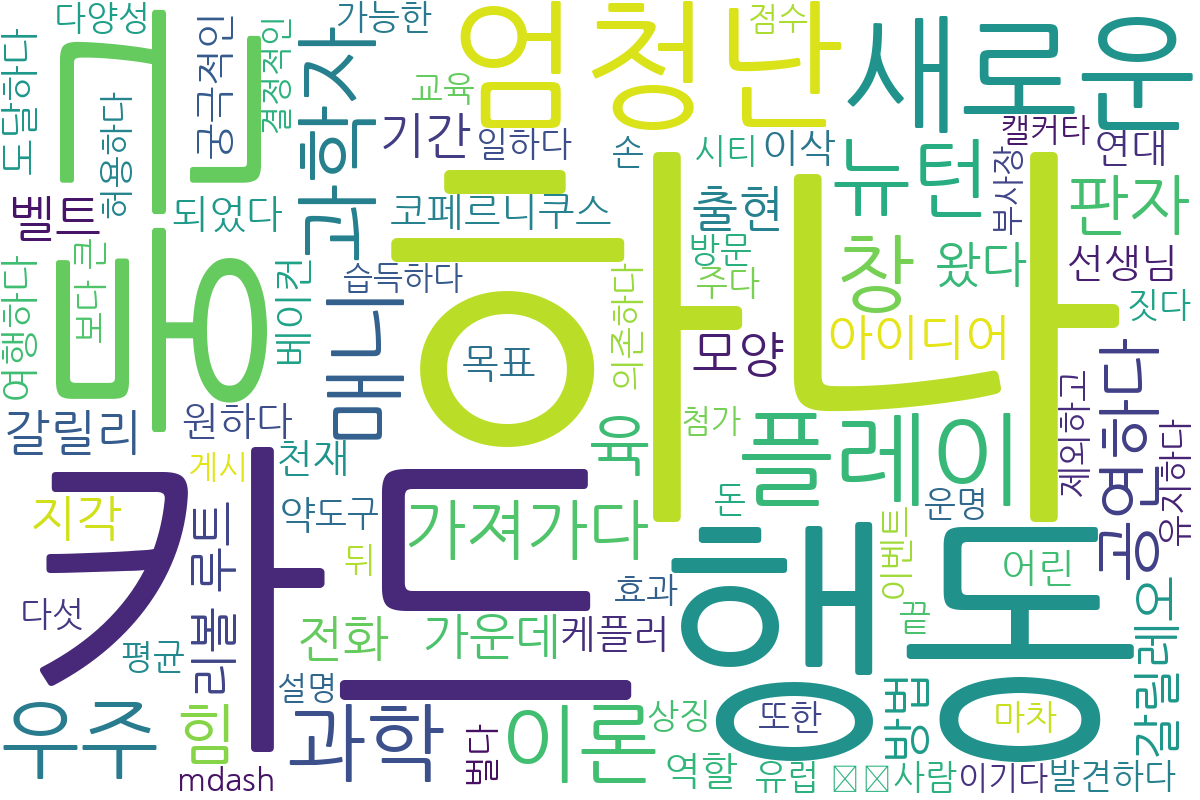 다양성
가능한
엄청난
점수
새로운
도달하다
그
허용하다
궁극적인
결정적인
과학자
교육
기간
일하다
손
시티
이삭
캘커타
연대
뉴턴
부사장
판자
벨트
되었다
코페르니쿠스
출현
하나
창
왔다
선생님
여행하다
보다 큰
명
베이컨
습득하다
매니
목표
의존하다
방문
주다
모양
아이디어
짓다
갈릴리
원하다
천재
육
첨가
플레이
제외하고
공연하다
유지하다
게시
지각
카드
루트
리볼
약도구
가져가다
뒤
돈
행동
운명
이벤트
어린
다섯
평균
전화
가운데
효과
케플러
끝
갈릴레오
우주
힘
설명
과학
이론
상징
또한
방법
마차
mdash
벌다
역할
유럽
사람
이기다
발견하다